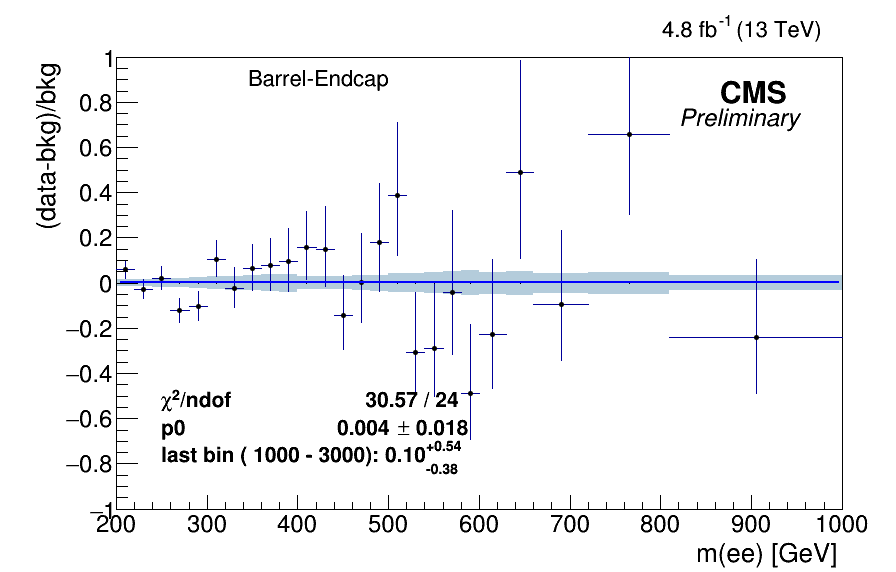 4.8 fb⁻¹ (13 TeV)
(data-bkg)/bkg
Barrel-Endcap
CMS
Preliminary
1
0.8
0.6
0.4
0.2
0
−0.2
−0.4
−0.6
−0.8
−1
χ²/ndof 30.57 / 24
p0 0.004 ± 0.018
last bin ( 1000 - 3000): 0.10 +0.54 -0.38
200 300 400 500 600 700 800 900 1000
m(ee) [GeV]